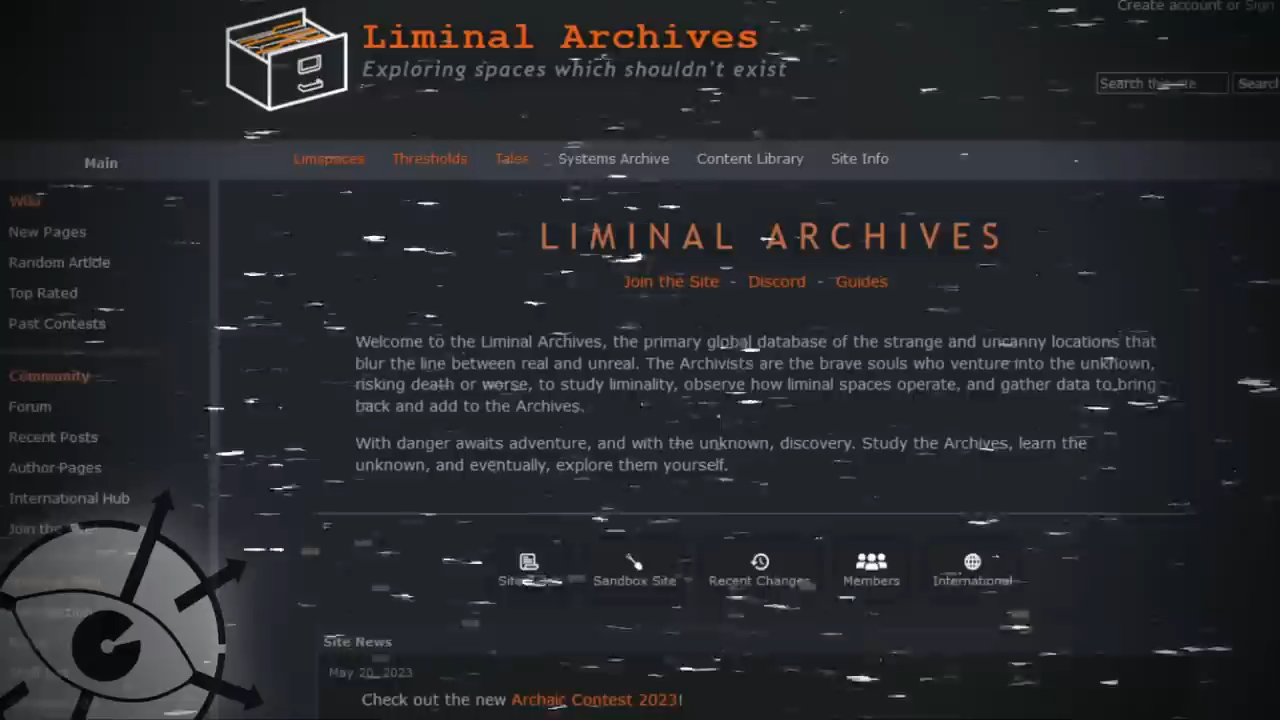 Create account or Sign
Liminal Archives
Exploring spaces which shouldn't exist
Search this site
Search
Main
Limspaces Thresholds Tales Systems Archive Content Library Site Info
Wiki
New Pages
Random Article
Top Rated
Past Contests
Community
Forum
Recent Posts
Author Pages
International Hub
Join the
LIMINAL ARCHIVES
Join the Site - Discord - Guides
Welcome to the Liminal Archives, the primary global database of the strange and uncanny locations that
blur the line between real and unreal. The Archivists are the brave souls who venture into the unknown,
risking death or worse, to study liminality, observe how liminal spaces operate, and gather data to bring
back and add to the Archives.
With danger awaits adventure, and with the unknown, discovery. Study the Archives, learn the
unknown, and eventually, explore them yourself.
Sandbox Site Recent Changes Members International
Site News
May 20, 2023
Check out the new Archaic Contest 2023!